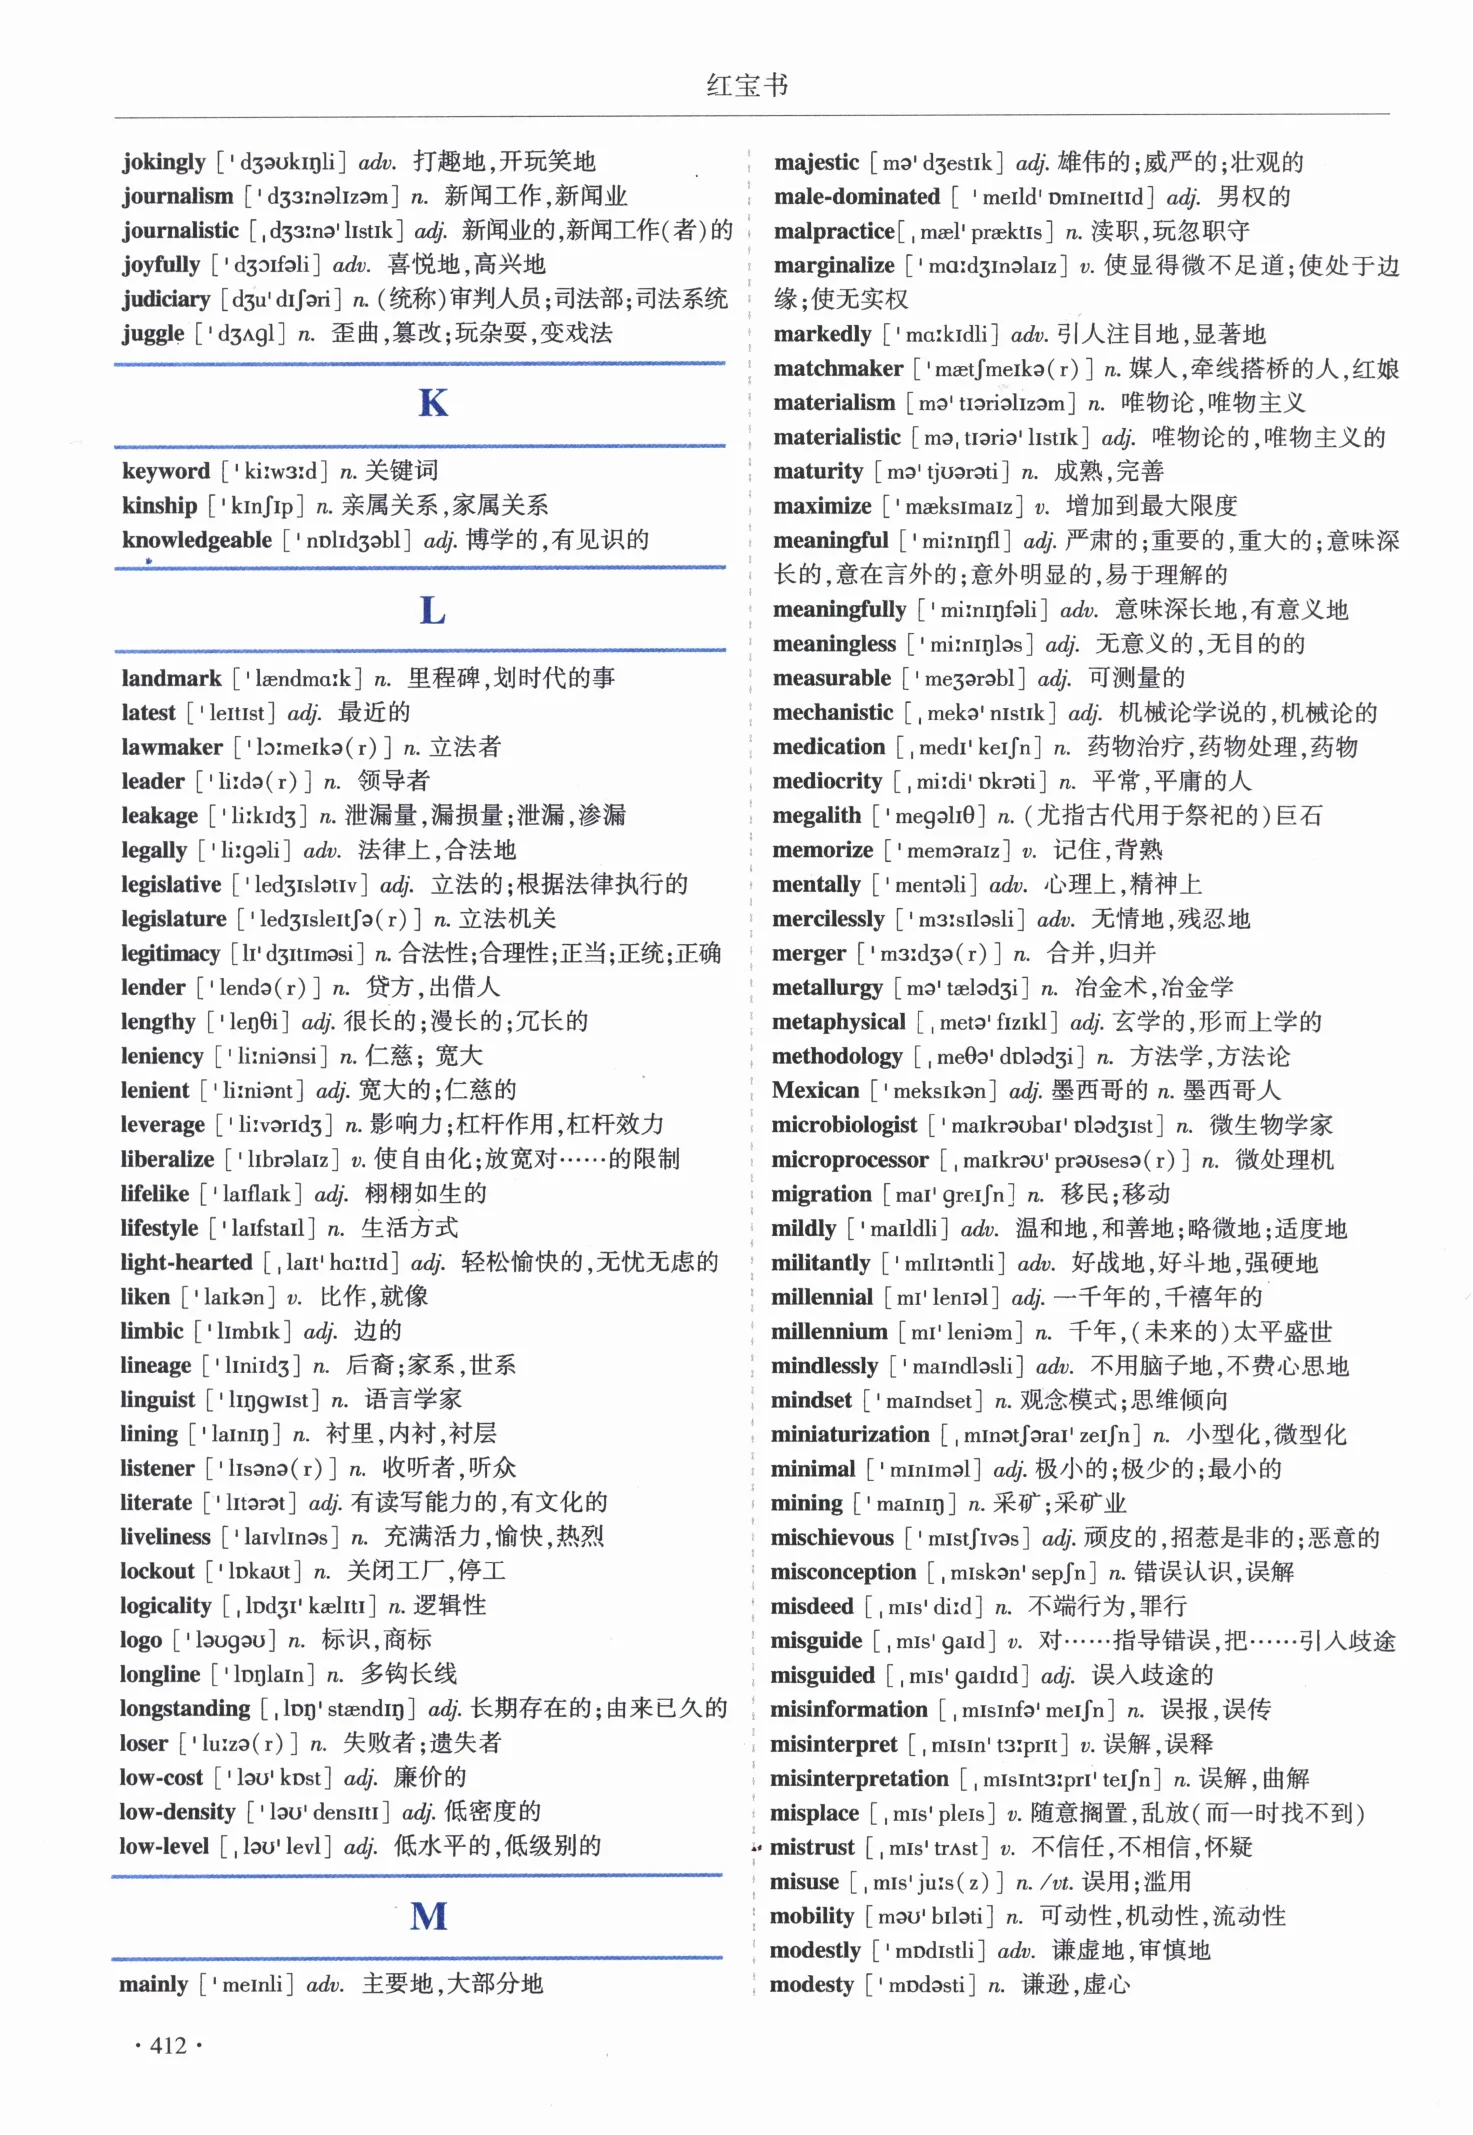 红宝书
jokingly [ˈdʒəʊkɪŋli] adv. 打趣地,开玩笑地
journalism [ˈdʒɜːnəlɪzəm] n. 新闻工作,新闻业
journalistic [ˌdʒɜːnəˈlɪstɪk] adj. 新闻业的,新闻工作(者)的
joyfully [ˈdʒɔɪfəli] adv. 喜悦地,高兴地
judiciary [dʒuˈdɪʃəri] n. (统称)审判人员;司法部;司法系统
juggle [ˈdʒʌgl] n. 歪曲,篡改;玩杂耍,变戏法
K
keyword [ˈkiːwɜːd] n. 关键词
kinship [ˈkɪnʃɪp] n. 亲属关系,家属关系
knowledgeable [ˈnɒlɪdʒəbl] adj. 博学的,有见识的
L
landmark [ˈlændmɑːk] n. 里程碑,划时代的事
latest [ˈleɪtɪst] adj. 最近的
lawmaker [ˈlɔːmeɪkə(r)] n. 立法者
leader [ˈliːdə(r)] n. 领导者
leakage [ˈliːkɪdʒ] n. 泄漏量,漏损量;泄漏,渗漏
legally [ˈliːgəli] adv. 法律上,合法地
legislative [ˈledʒɪslətɪv] adj. 立法的;根据法律执行的
legislature [ˈledʒɪsleɪtʃə(r)] n. 立法机关
legitimacy [lɪˈdʒɪtɪməsi] n. 合法性;合理性;正当;正统;正确
lender [ˈlendə(r)] n. 贷方,出借人
lengthy [ˈleŋθi] adj. 很长的;漫长的;冗长的
leniency [ˈliːniənsi] n. 仁慈; 宽大
lenient [ˈliːniənt] adj. 宽大的;仁慈的
leverage [ˈliːvərɪdʒ] n. 影响力;杠杆作用,杠杆效力
liberalize [ˈlɪbrəlaɪz] v. 使自由化;放宽对……的限制
lifelike [ˈlaɪflaɪk] adj. 栩栩如生的
lifestyle [ˈlaɪfstaɪl] n. 生活方式
light-hearted [ˌlaɪtˈhɑːtɪd] adj. 轻松愉快的,无忧无虑的
liken [ˈlaɪkən] v. 比作,就像
limbic [ˈlɪmbɪk] adj. 边的
lineage [ˈlɪniɪdʒ] n. 后裔;家系,世系
linguist [ˈlɪŋgwɪst] n. 语言学家
lining [ˈlaɪnɪŋ] n. 衬里,内衬,衬层
listener [ˈlɪsənə(r)] n. 收听者,听众
literate [ˈlɪtərət] adj. 有读写能力的,有文化的
liveliness [ˈlaɪvlɪnəs] n. 充满活力,愉快,热烈
lockout [ˈlɒkaʊt] n. 关闭工厂,停工
logicality [ˌlɒdʒɪˈkælɪtɪ] n. 逻辑性
logo [ˈləʊgəʊ] n. 标识,商标
longline [ˈlɒŋlaɪn] n. 多钩长线
longstanding [ˌlɒŋˈstændɪŋ] adj. 长期存在的;由来已久的
loser [ˈluːzə(r)] n. 失败者;遗失者
low-cost [ˈləʊˈkɒst] adj. 廉价的
low-density [ˈləʊˈdensɪtɪ] adj. 低密度的
low-level [ˌləʊˈlevl] adj. 低水平的,低级别的
M
mainly [ˈmeɪnli] adv. 主要地,大部分地
majestic [məˈdʒestɪk] adj. 雄伟的;威严的;壮观的
male-dominated [ ˈmeɪldˈɒmɪneɪtɪd] adj. 男权的
malpractice[ˌmælˈpræktɪs] n. 渎职,玩忽职守
marginalize [ˈmɑːdʒɪnəlaɪz] v. 使显得微不足道;使处于边
缘;使无实权
markedly [ˈmɑːkɪdli] adv. 引人注目地,显著地
matchmaker [ˈmætʃmeɪkə(r)] n. 媒人,牵线搭桥的人,红娘
materialism [məˈtɪəriəlɪzəm] n. 唯物论,唯物主义
materialistic [məˌtɪəriəˈlɪstɪk] adj. 唯物论的,唯物主义的
maturity [məˈtjʊərəti] n. 成熟,完善
maximize [ˈmæksɪmaɪz] v. 增加到最大限度
meaningful [ˈmiːnɪŋfl] adj. 严肃的;重要的,重大的;意味深
长的,意在言外的;意外明显的,易于理解的
meaningfully [ˈmiːnɪŋfəli] adv. 意味深长地,有意义地
meaningless [ˈmiːnɪŋləs] adj. 无意义的,无目的的
measurable [ˈmeʒərəbl] adj. 可测量的
mechanistic [ˌmekəˈnɪstɪk] adj. 机械论学说的,机械论的
medication [ˌmedɪˈkeɪʃn] n. 药物治疗,药物处理,药物
mediocrity [ˌmiːdiˈɒkrəti] n. 平常,平庸的人
megalith [ˈmegəlɪθ] n. (尤指古代用于祭祀的)巨石
memorize [ˈmeməraɪz] v. 记住,背熟
mentally [ˈmentəli] adv. 心理上,精神上
mercilessly [ˈmɜːsɪləsli] adv. 无情地,残忍地
merger [ˈmɜːdʒə(r)] n. 合并,归并
metallurgy [məˈtælədʒi] n. 冶金术,冶金学
metaphysical [ˌmetəˈfɪzɪkl] adj. 玄学的,形而上学的
methodology [ˌmeθəˈdɒlədʒi] n. 方法学,方法论
Mexican [ˈmeksɪkən] adj. 墨西哥的 n. 墨西哥人
microbiologist [ˈmaɪkrəʊbaɪˈɒlədʒɪst] n. 微生物学家
microprocessor [ˌmaɪkrəʊˈprəʊsesə(r)] n. 微处理机
migration [maɪˈgreɪʃn] n. 移民;移动
mildly [ˈmaɪldli] adv. 温和地,和善地;略微地;适度地
militantly [ˈmɪlɪtəntli] adv. 好战地,好斗地,强硬地
millennial [mɪˈlenɪəl] adj. 一千年的,千禧年的
millennium [mɪˈleniəm] n. 千年,(未来的)太平盛世
mindlessly [ˈmaɪndləsli] adv. 不用脑子地,不费心思地
mindset [ˈmaɪndset] n. 观念模式;思维倾向
miniaturization [ˌmɪnətʃəraɪˈzeɪʃn] n. 小型化,微型化
minimal [ˈmɪnɪməl] adj. 极小的;极少的;最小的
mining [ˈmaɪnɪŋ] n. 采矿;采矿业
mischievous [ˈmɪstʃɪvəs] adj. 顽皮的,招惹是非的;恶意的
misconception [ˌmɪskənˈsepʃn] n. 错误认识,误解
misdeed [ˌmɪsˈdiːd] n. 不端行为,罪行
misguide [ˌmɪsˈgaɪd] v. 对……指导错误,把……引入歧途
misguided [ˌmɪsˈgaɪdɪd] adj. 误入歧途的
misinformation [ˌmɪsɪnfəˈmeɪʃn] n. 误报,误传
misinterpret [ˌmɪsɪnˈtɜːprɪt] v. 误解,误释
misinterpretation [ˌmɪsɪntɜːprɪˈteɪʃn] n. 误解,曲解
misplace [ˌmɪsˈpleɪs] v. 随意搁置,乱放(而一时找不到)
mistrust [ˌmɪsˈtrʌst] v. 不信任,不相信,怀疑
misuse [ˌmɪsˈjuːs(z)] n. /vt. 误用;滥用
mobility [məʊˈbɪləti] n. 可动性,机动性,流动性
modestly [ˈmɒdɪstli] adv. 谦虚地,审慎地
modesty [ˈmɒdəsti] n. 谦逊,虚心
·412·